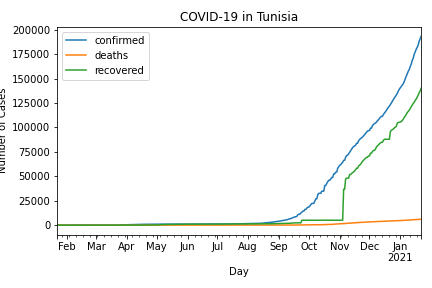 COVID-19 in Tunisia
200000
175000
150000
125000
100000
75000
50000
25000
0
Number of Cases
confirmed
deaths
recovered
Feb Mar Apr May Jun Jul Aug Sep Oct Nov Dec Jan
2021
Day